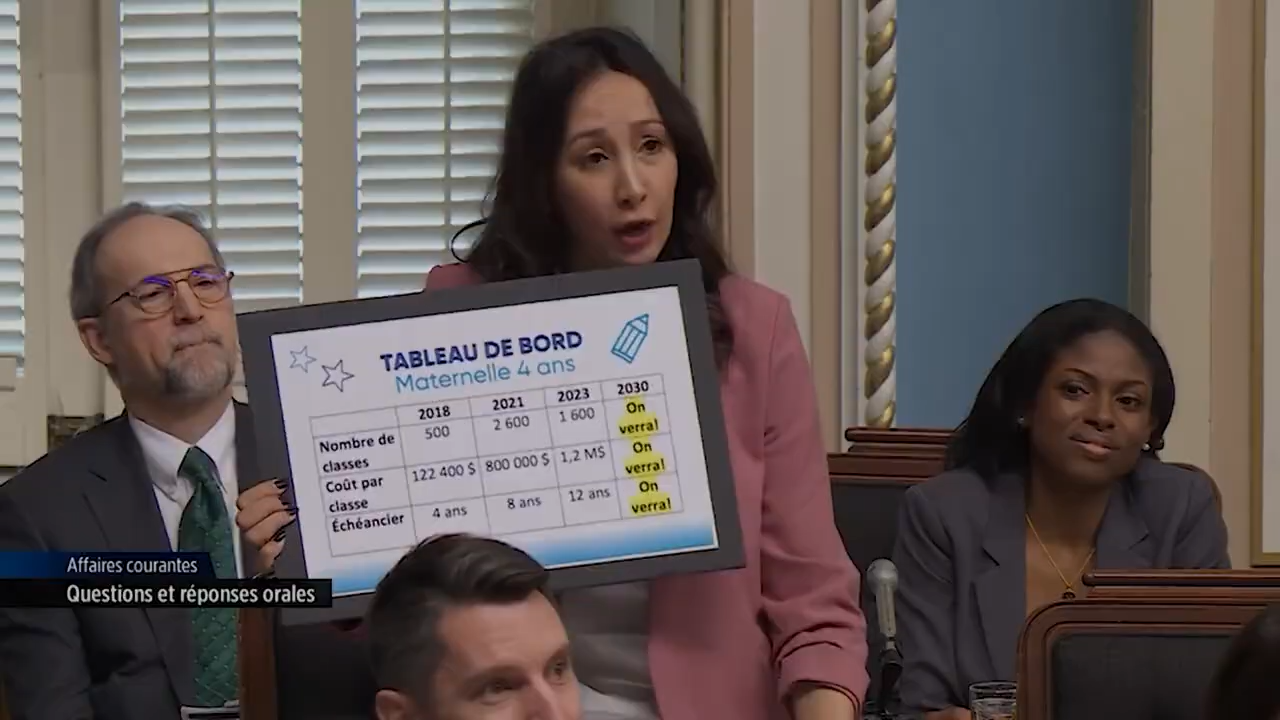 TABLEAU DE BORD
Maternelle 4 ans
2018 2021 2023 2030
Nombre de classes 500 2 600 1 600 On verra!
Coût par classe 122 400 $ 800 000 $ 1,2 M$ On verra!
Échéancier 4 ans 8 ans 12 ans On verra!
Affaires courantes
Questions et réponses orales